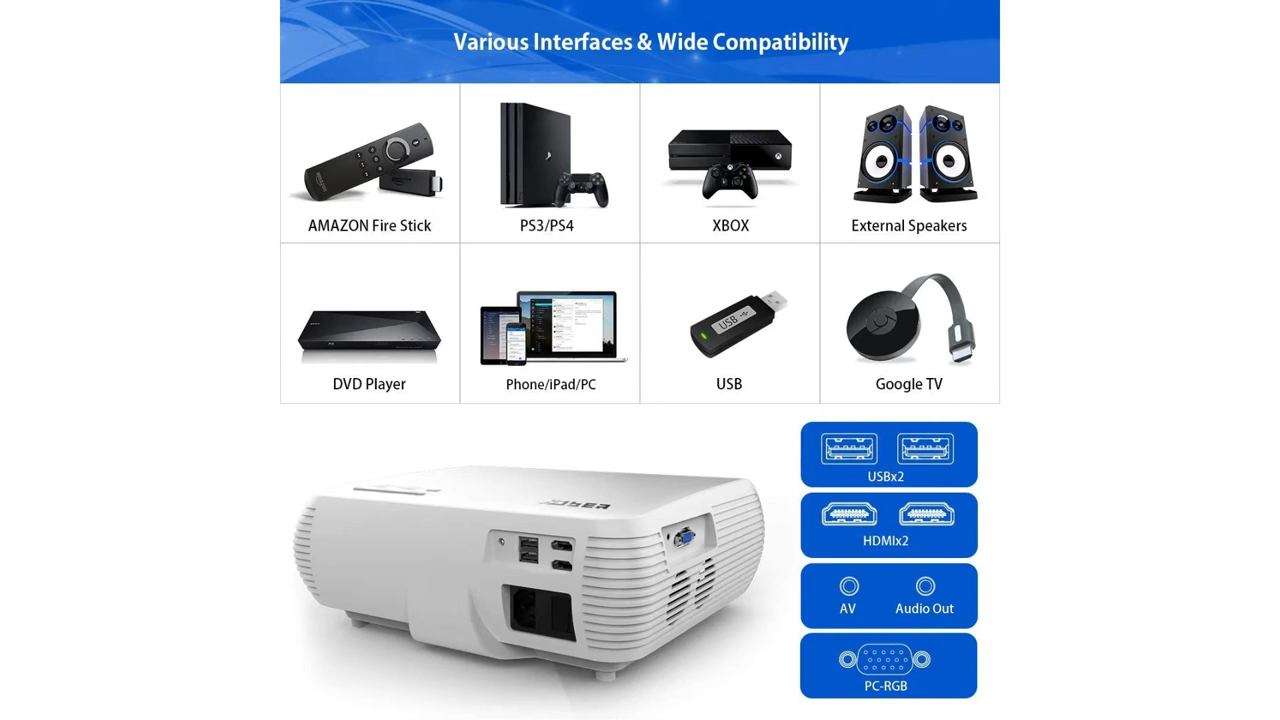 Various Interfaces & Wide Compatibility
AMAZON Fire Stick
PS3/PS4
XBOX
External Speakers
DVD Player
Phone/iPad/PC
USB
USB
Google TV
USBx2
HDMIx2
AV
Audio Out
PC-RGB